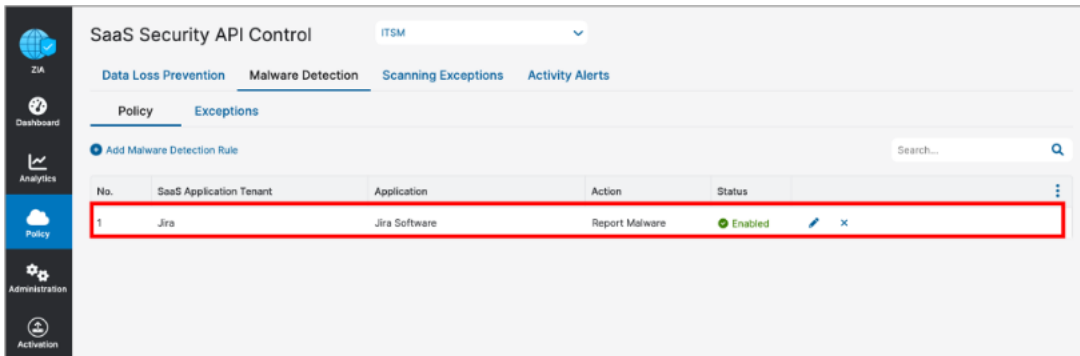 SaaS Security API Control
ITSM
ZIA
Data Loss Prevention
Malware Detection
Scanning Exceptions
Activity Alerts
Dashboard
Policy
Exceptions
Add Malware Detection Rule
Search...
Analytics
No.
SaaS Application Tenant
Application
Action
Status
1
Jira
Jira Software
Report Malware
Enabled
Policy
Administration
Activation